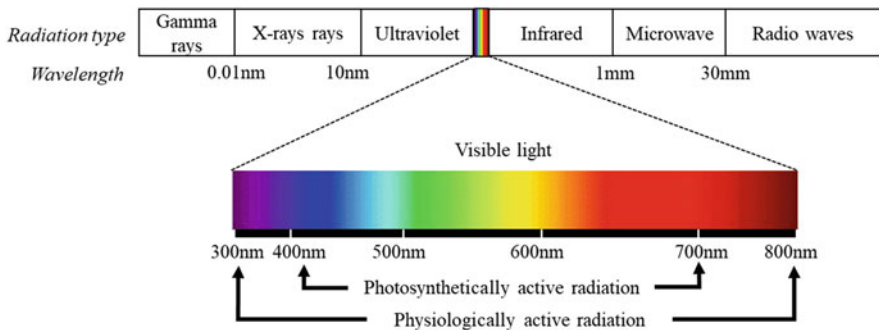 Radiation type Gamma rays X-rays rays Ultraviolet Infrared Microwave Radio waves
Wavelength 0.01nm 10nm 1mm 30mm
Visible light
300nm 400nm 500nm 600nm 700nm 800nm
Photosynthetically active radiation
Physiologically active radiation